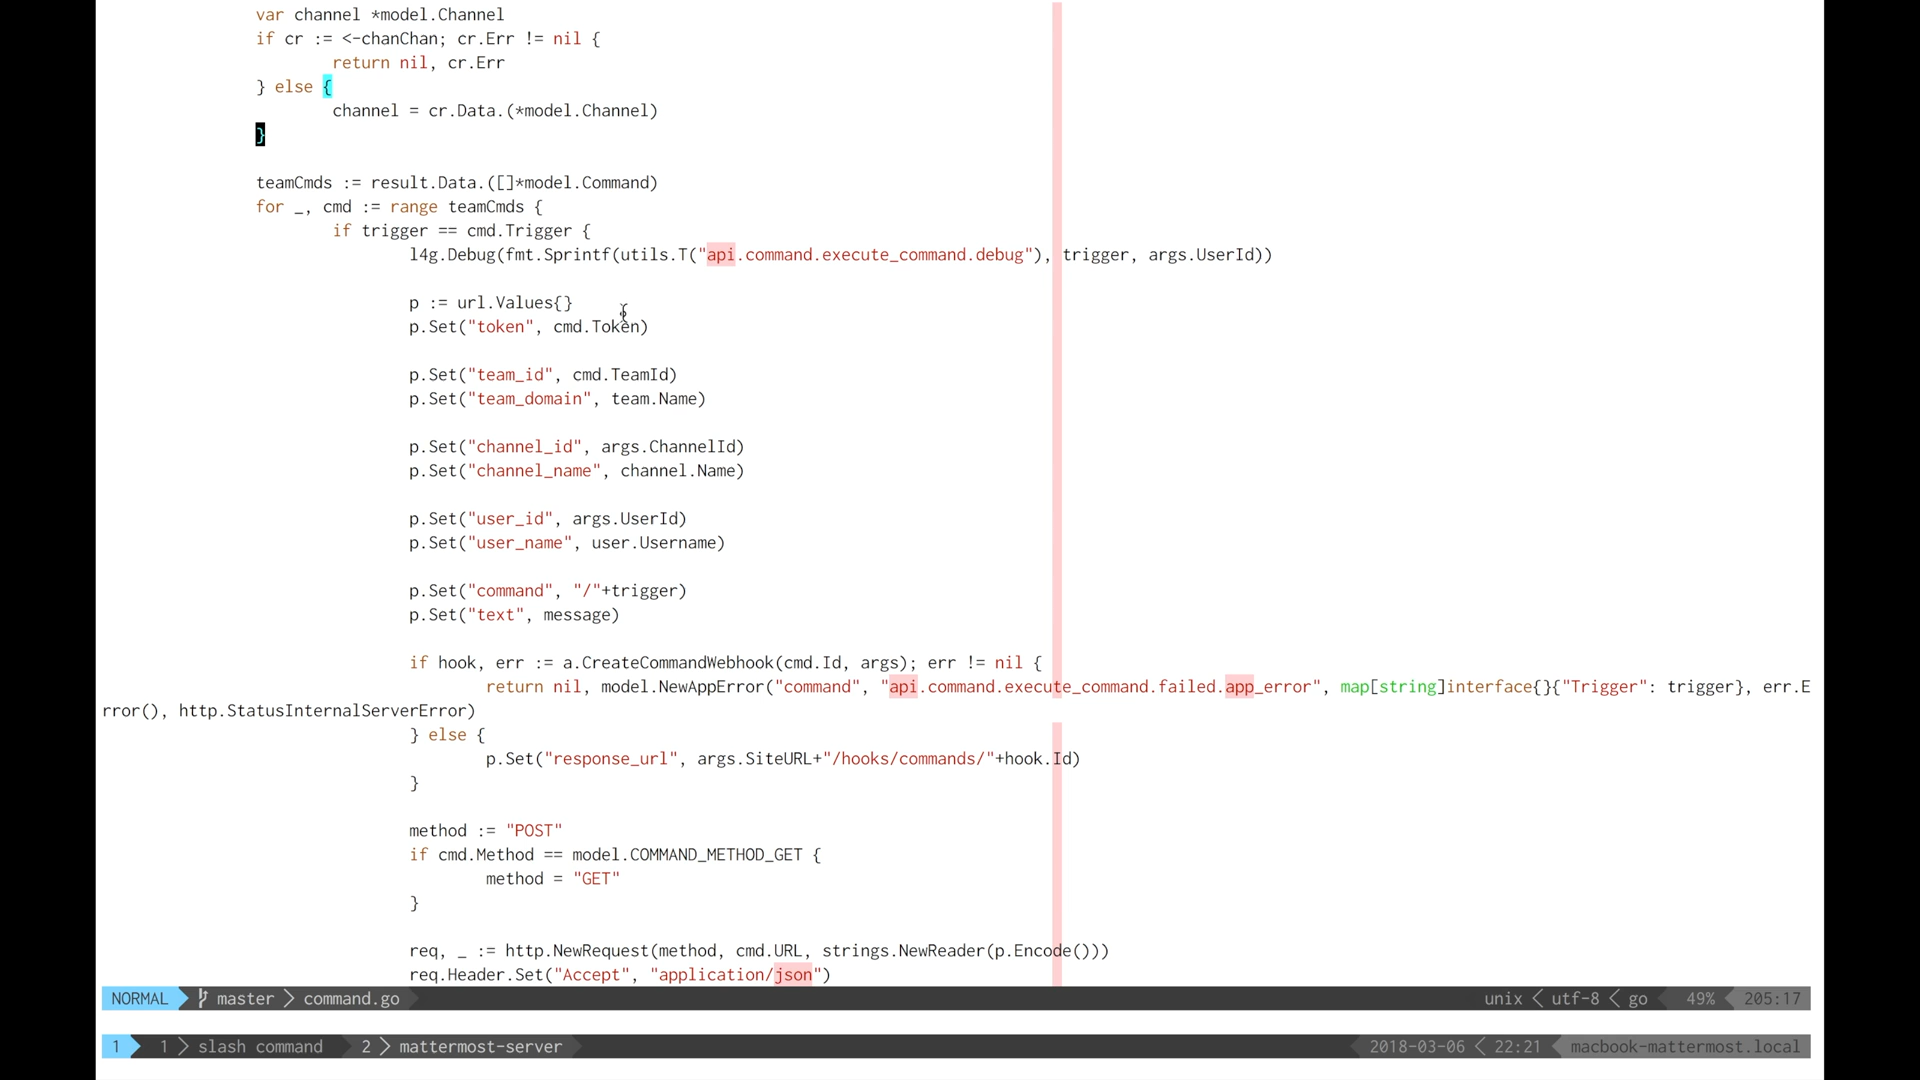 var channel *model.Channel
if cr := <-chanChan; cr.Err != nil {
return nil, cr.Err
} else {
channel = cr.Data.(*model.Channel)
}
teamCmds := result.Data.([]*model.Command)
for _, cmd := range teamCmds {
if trigger == cmd.Trigger {
l4g.Debug(fmt.Sprintf(utils.T("api.command.execute_command.debug"), trigger, args.UserId))
p := url.Values{}
p.Set("token", cmd.Token)
p.Set("team_id", cmd.TeamId)
p.Set("team_domain", team.Name)
p.Set("channel_id", args.ChannelId)
p.Set("channel_name", channel.Name)
p.Set("user_id", args.UserId)
p.Set("user_name", user.Username)
p.Set("command", "/"+trigger)
p.Set("text", message)
if hook, err := a.CreateCommandWebhook(cmd.Id, args); err != nil {
return nil, model.NewAppError("command", "api.command.execute_command.failed.app_error", map[string]interface{}{"Trigger": trigger}, err.E
rror(), http.StatusInternalServerError)
} else {
p.Set("response_url", args.SiteURL+"/hooks/commands/"+hook.Id)
}
method := "POST"
if cmd.Method == model.COMMAND_METHOD_GET {
method = "GET"
}
req, _ := http.NewRequest(method, cmd.URL, strings.NewReader(p.Encode()))
req.Header.Set("Accept", "application/json")
NORMAL master command.go unix utf-8 go 49% 205:17
1 1 slash command 2 mattermost-server 2018-03-06 22:21 macbook-mattermost.local